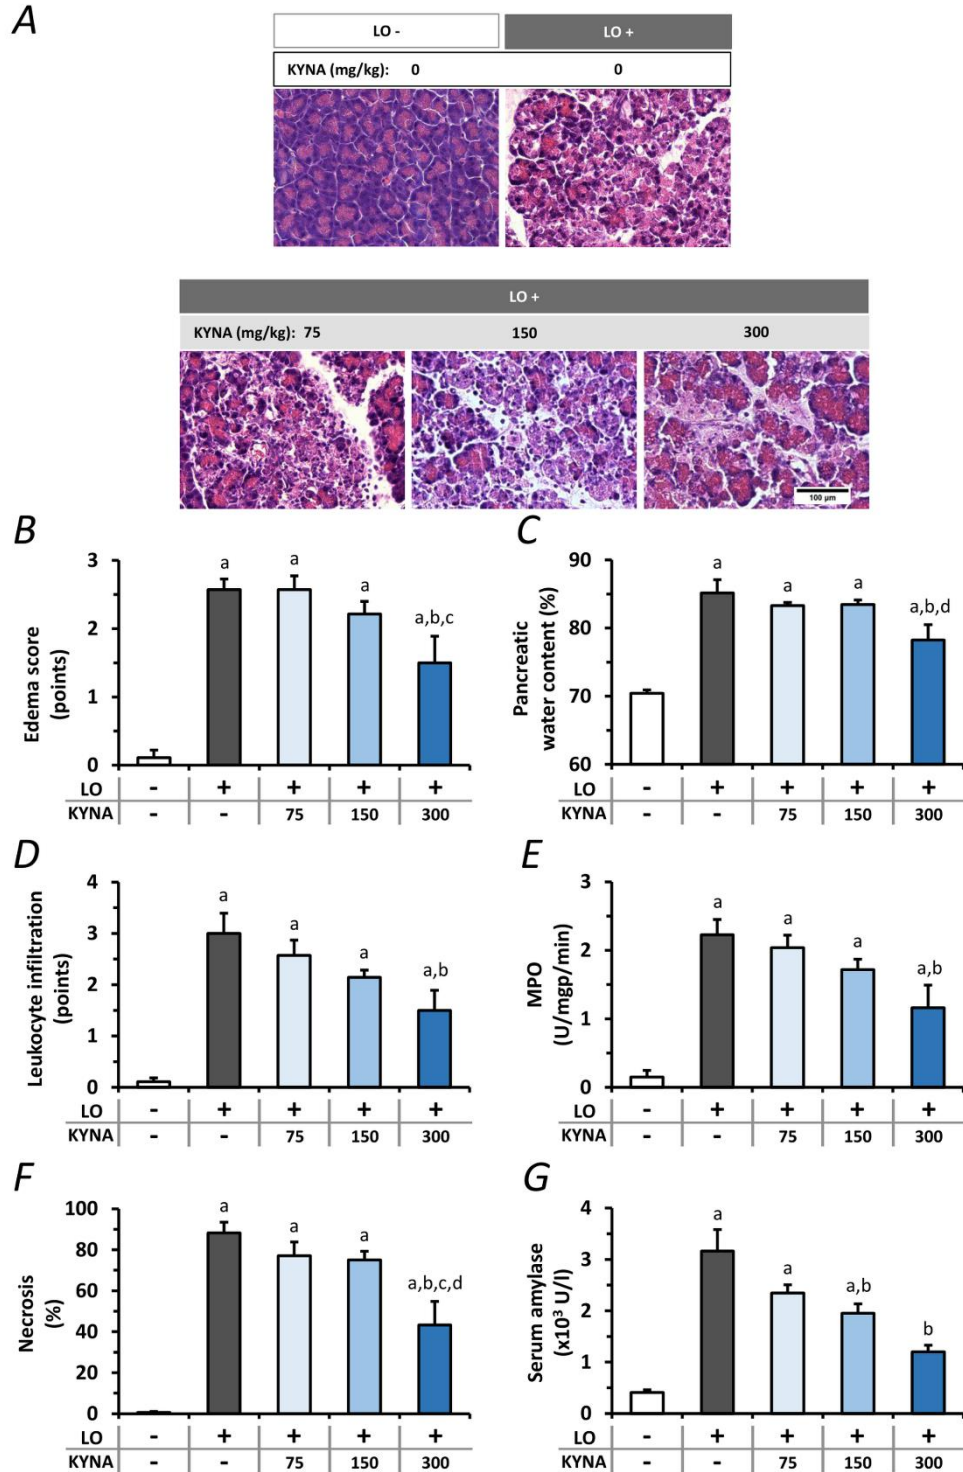 A
LO - LO +
KYNA (mg/kg): 0 0
LO +
KYNA (mg/kg): 75 150 300
100 µm
B
Edema score
(points)
3
2
1
0
a a a a,b,c
LO - + + + +
KYNA - - 75 150 300
C
Pancreatic
water content (%)
90
80
70
60
a a a a,b,d
LO - + + + +
KYNA - - 75 150 300
D
Leukocyte infiltration
(points)
4
3
2
1
0
a a a a,b
LO - + + + +
KYNA - - 75 150 300
E
MPO
(U/mgp/min)
3
2
1
0
a a a a,b
LO - + + + +
KYNA - - 75 150 300
F
Necrosis
(%)
100
80
60
40
20
0
a a a a,b,c,d
LO - + + + +
KYNA - - 75 150 300
G
Serum amylase
(x10³ U/l)
4
3
2
1
0
a a a,b b
LO - + + + +
KYNA - - 75 150 300